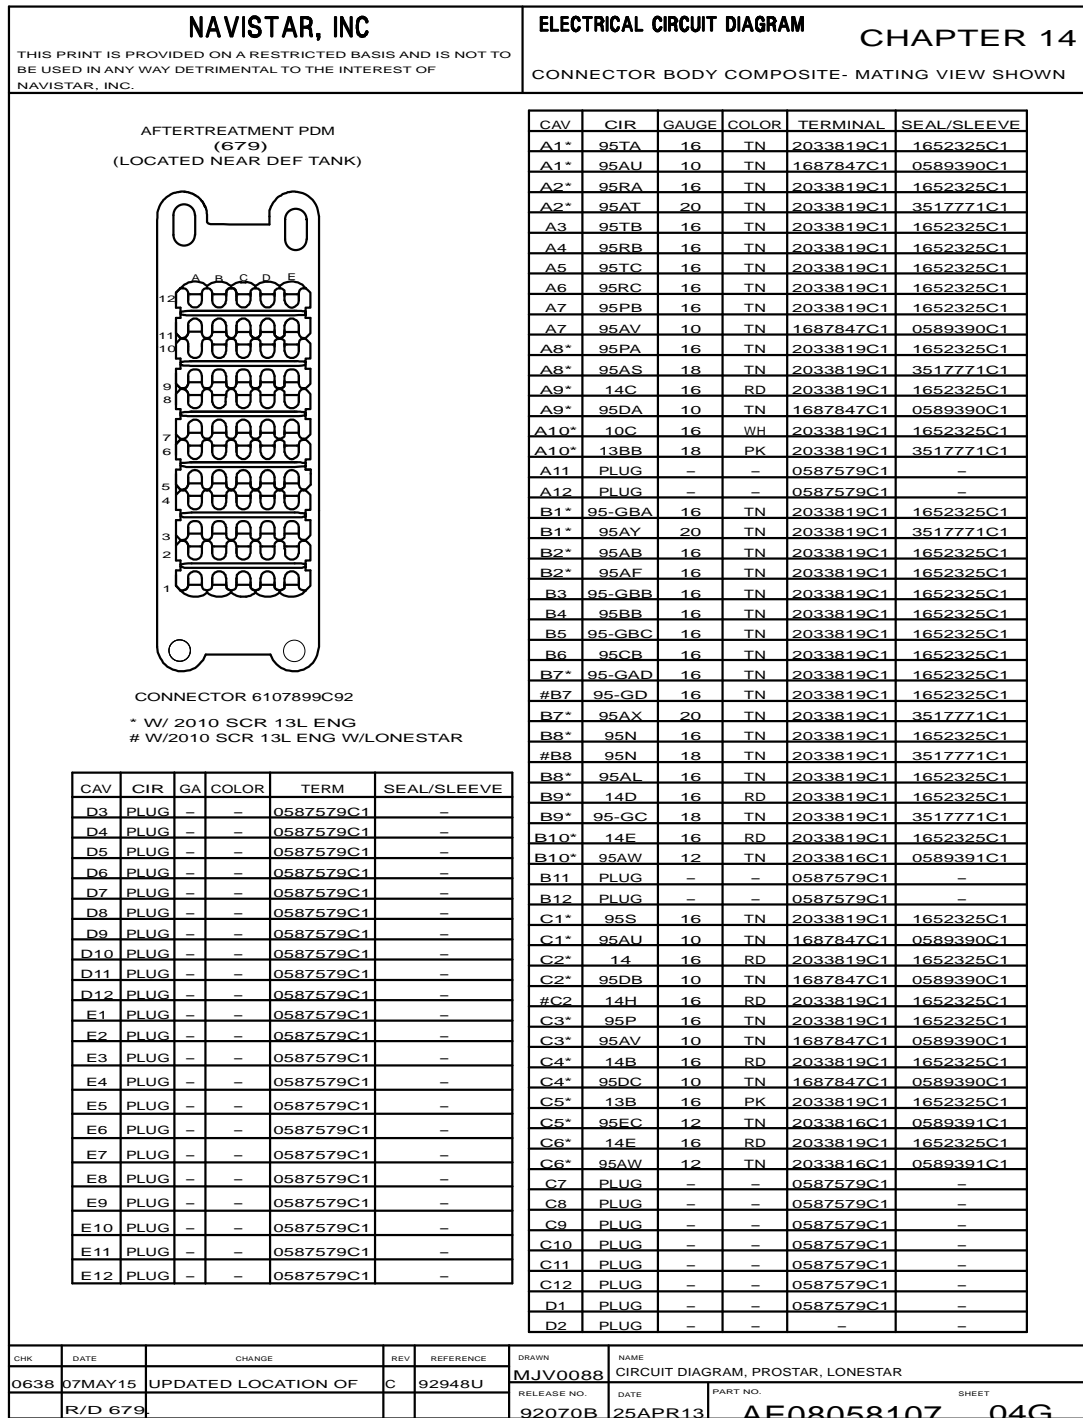 NAVISTAR, INC
THIS PRINT IS PROVIDED ON A RESTRICTED BASIS AND IS NOT TO
BE USED IN ANY WAY DETRIMENTAL TO THE INTEREST OF
NAVISTAR, INC.
ELECTRICAL CIRCUIT DIAGRAM
CHAPTER 14
CONNECTOR BODY COMPOSITE- MATING VIEW SHOWN
AFTERTREATMENT PDM
(679)
(LOCATED NEAR DEF TANK)
A B C D E
12
11
10
9
8
7
6
5
4
3
2
1
CONNECTOR 6107899C92
* W/ 2010 SCR 13L ENG
# W/2010 SCR 13L ENG W/LONESTAR
CAV CIR GA COLOR TERM SEAL/SLEEVE
D3 PLUG – – 0587579C1 –
D4 PLUG – – 0587579C1 –
D5 PLUG – – 0587579C1 –
D6 PLUG – – 0587579C1 –
D7 PLUG – – 0587579C1 –
D8 PLUG – – 0587579C1 –
D9 PLUG – – 0587579C1 –
D10 PLUG – – 0587579C1 –
D11 PLUG – – 0587579C1 –
D12 PLUG – – 0587579C1 –
E1 PLUG – – 0587579C1 –
E2 PLUG – – 0587579C1 –
E3 PLUG – – 0587579C1 –
E4 PLUG – – 0587579C1 –
E5 PLUG – – 0587579C1 –
E6 PLUG – – 0587579C1 –
E7 PLUG – – 0587579C1 –
E8 PLUG – – 0587579C1 –
E9 PLUG – – 0587579C1 –
E10 PLUG – – 0587579C1 –
E11 PLUG – – 0587579C1 –
E12 PLUG – – 0587579C1 –
CAV CIR GAUGE COLOR TERMINAL SEAL/SLEEVE
A1* 95TA 16 TN 2033819C1 1652325C1
A1* 95AU 10 TN 1687847C1 0589390C1
A2* 95RA 16 TN 2033819C1 1652325C1
A2* 95AT 20 TN 2033819C1 3517771C1
A3 95TB 16 TN 2033819C1 1652325C1
A4 95RB 16 TN 2033819C1 1652325C1
A5 95TC 16 TN 2033819C1 1652325C1
A6 95RC 16 TN 2033819C1 1652325C1
A7 95PB 16 TN 2033819C1 1652325C1
A7 95AV 10 TN 1687847C1 0589390C1
A8* 95PA 16 TN 2033819C1 1652325C1
A8* 95AS 18 TN 2033819C1 3517771C1
A9* 14C 16 RD 2033819C1 1652325C1
A9* 95DA 10 TN 1687847C1 0589390C1
A10* 10C 16 WH 2033819C1 1652325C1
A10* 13BB 18 PK 2033819C1 3517771C1
A11 PLUG – – 0587579C1 –
A12 PLUG – – 0587579C1 –
B1* 95-GBA 16 TN 2033819C1 1652325C1
B1* 95AY 20 TN 2033819C1 3517771C1
B2* 95AB 16 TN 2033819C1 1652325C1
B2* 95AF 16 TN 2033819C1 1652325C1
B3 95-GBB 16 TN 2033819C1 1652325C1
B4 95BB 16 TN 2033819C1 1652325C1
B5 95-GBC 16 TN 2033819C1 1652325C1
B6 95CB 16 TN 2033819C1 1652325C1
B7* 95-GAD 16 TN 2033819C1 1652325C1
#B7 95-GD 16 TN 2033819C1 1652325C1
B7* 95AX 20 TN 2033819C1 3517771C1
B8* 95N 16 TN 2033819C1 1652325C1
#B8 95N 18 TN 2033819C1 3517771C1
B8* 95AL 16 TN 2033819C1 1652325C1
B9* 14D 16 RD 2033819C1 1652325C1
B9* 95-GC 18 TN 2033819C1 3517771C1
B10* 14E 16 RD 2033819C1 1652325C1
B10* 95AW 12 TN 2033816C1 0589391C1
B11 PLUG – – 0587579C1 –
B12 PLUG – – 0587579C1 –
C1* 95S 16 TN 2033819C1 1652325C1
C1* 95AU 10 TN 1687847C1 0589390C1
C2* 14 16 RD 2033819C1 1652325C1
C2* 95DB 10 TN 1687847C1 0589390C1
#C2 14H 16 RD 2033819C1 1652325C1
C3* 95P 16 TN 2033819C1 1652325C1
C3* 95AV 10 TN 1687847C1 0589390C1
C4* 14B 16 RD 2033819C1 1652325C1
C4* 95DC 10 TN 1687847C1 0589390C1
C5* 13B 16 PK 2033819C1 1652325C1
C5* 95EC 12 TN 2033816C1 0589391C1
C6* 14E 16 RD 2033819C1 1652325C1
C6* 95AW 12 TN 2033816C1 0589391C1
C7 PLUG – – 0587579C1 –
C8 PLUG – – 0587579C1 –
C9 PLUG – – 0587579C1 –
C10 PLUG – – 0587579C1 –
C11 PLUG – – 0587579C1 –
C12 PLUG – – 0587579C1 –
D1 PLUG – – 0587579C1 –
D2 PLUG – – – –
CHK DATE CHANGE REV REFERENCE
0638 07MAY15 UPDATED LOCATION OF C 92948U
R/D 679.
DRAWN NAME
MJV0088 CIRCUIT DIAGRAM, PROSTAR, LONESTAR
RELEASE NO. DATE PART NO. SHEET
92070B 25APR13 AE08058107 04G